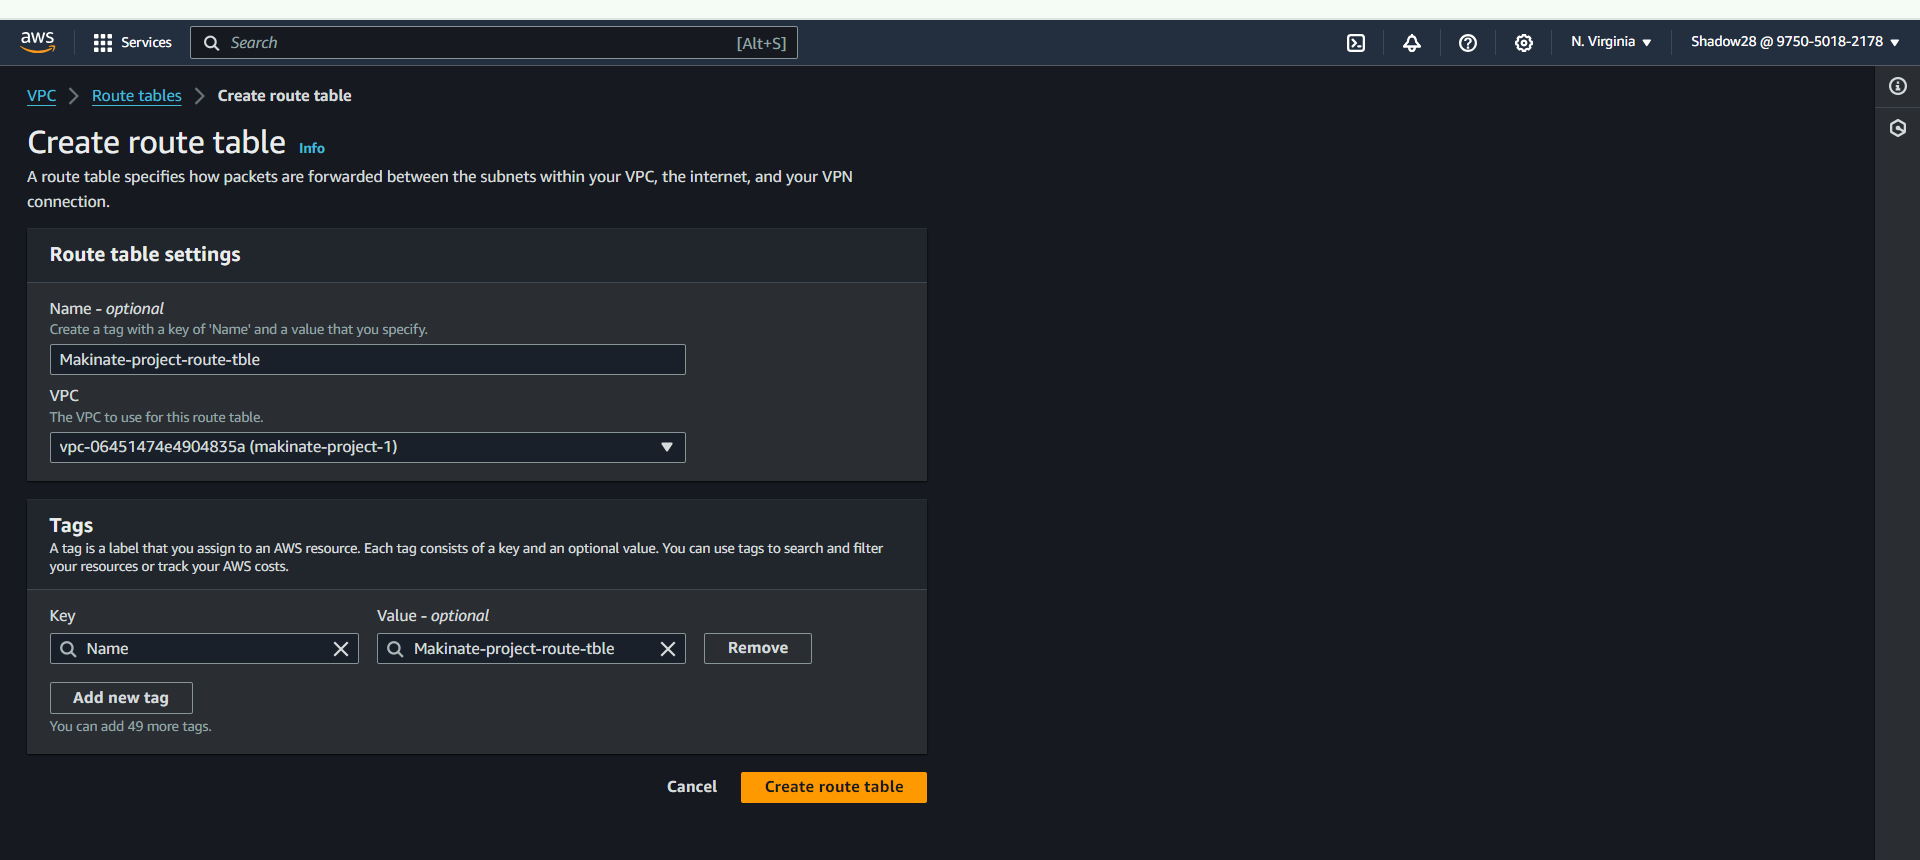 aws
Services
Search
[Alt+S]
N. Virginia
Shadow28 @ 9750-5018-2178
VPC
Route tables
Create route table
Create route table
Info
A route table specifies how packets are forwarded between the subnets within your VPC, the internet, and your VPN
connection.
Route table settings
Name - optional
Create a tag with a key of 'Name' and a value that you specify.
Makinate-project-route-tble
VPC
The VPC to use for this route table.
vpc-06451474e4904835a (makinate-project-1)
Tags
A tag is a label that you assign to an AWS resource. Each tag consists of a key and an optional value. You can use tags to search and filter
your resources or track your AWS costs.
Key
Value - optional
Name
Makinate-project-route-tble
Remove
Add new tag
You can add 49 more tags.
Cancel
Create route table